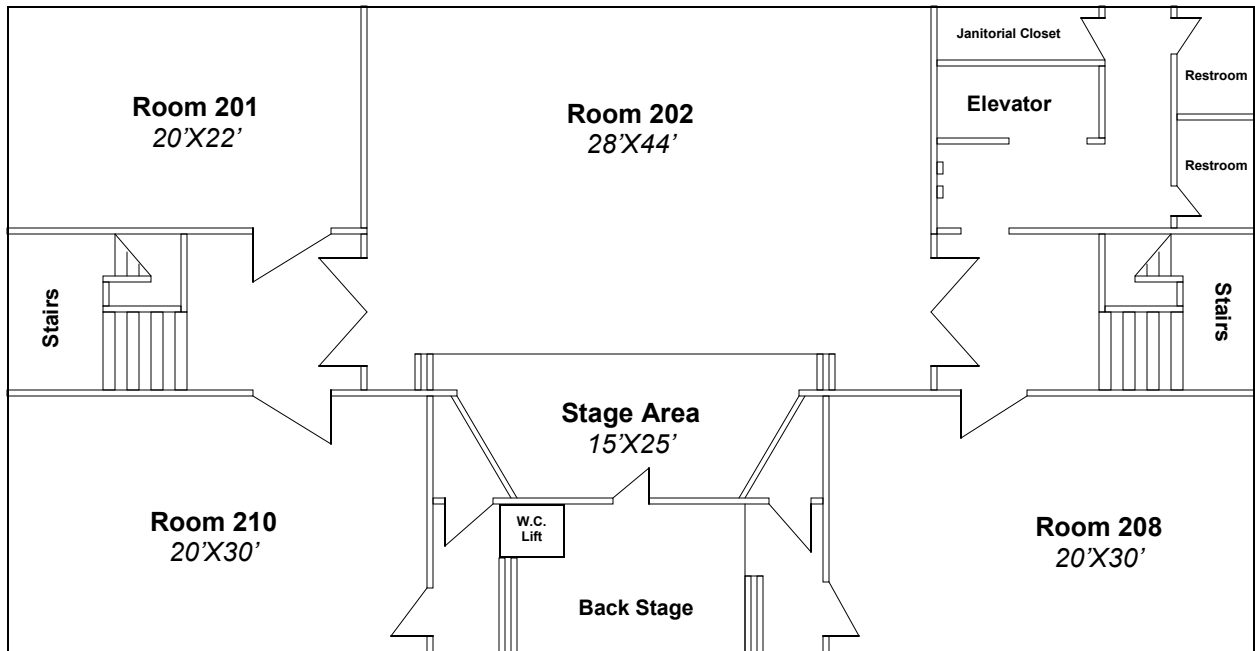 Janitorial Closet
Room 201
20’X22’
Room 202
28’X44’
Elevator
Restroom
Restroom
Stairs
Stairs
Stage Area
15’X25’
Room 210
20’X30’
W.C.
Lift
Room 208
20’X30’
Back Stage